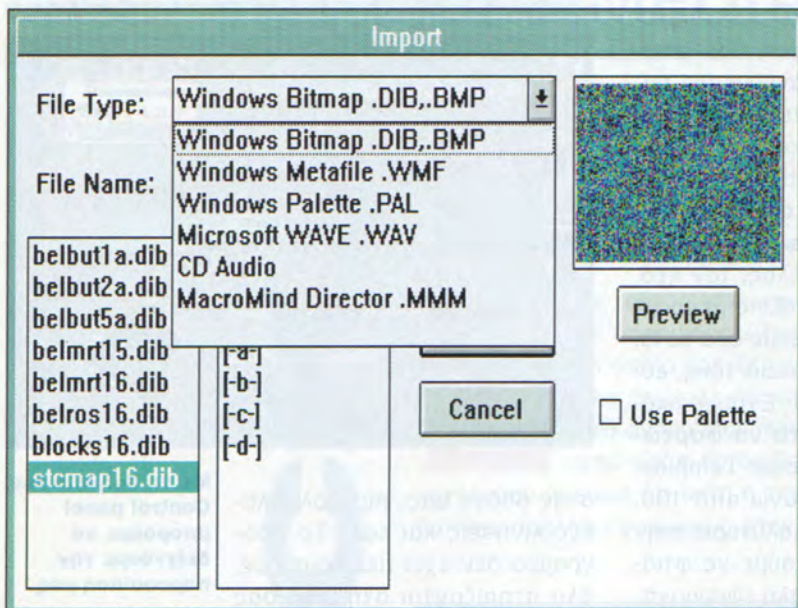 Import
File Type:
Windows Bitmap .DIB,.BMP
Windows Bitmap .DIB,.BMP
Windows Metafile .WMF
Windows Palette .PAL
Microsoft WAVE .WAV
CD Audio
MacroMind Director .MMM
File Name:
belbut1a.dib
belbut2a.dib
belbut5a.dib
belmrt15.dib
belmrt16.dib
belros16.dib
blocks16.dib
stcmap16.dib
[-a-]
[-b-]
[-c-]
[-d-]
Preview
Cancel
Use Palette